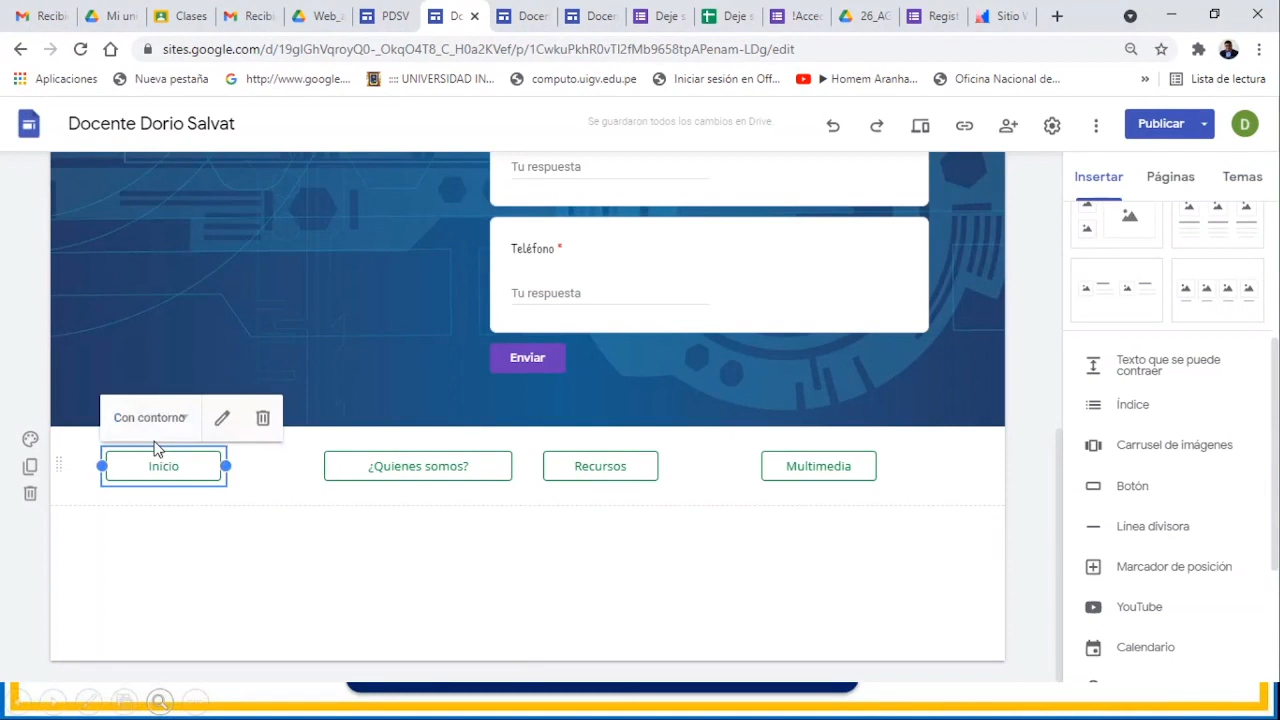 Recibi
Mi uni
Clases
Recibi
Web_a
PDSV
Do
Docen
Docen
Deje s
Deje s
!Acce
26_AC
Regist
Sitio V
sites.google.com/d/19glGhVqroyQ0-_OkqO4T8_C_H0a2KVef/p/1CwkuPkhR0vTl2fMb9658tpAPenam-LDg/edit
Aplicaciones
Nueva pestaña
http://www.google....
:::: UNIVERSIDAD IN...
computo.uigv.edu.pe
Iniciar sesión en Off...
▶ Homem Aranha...
Oficina Nacional de...
»
Lista de lectura
Docente Dorio Salvat
Se guardaron todos los cambios en Drive.
Publicar
D
Insertar
Páginas
Temas
Tu respuesta
Teléfono *
Tu respuesta
Enviar
Con contorno
Inicio
¿Quienes somos?
Recursos
Multimedia
Texto que se puede
contraer
Índice
Carrusel de imágenes
Botón
Línea divisora
Marcador de posición
YouTube
Calendario